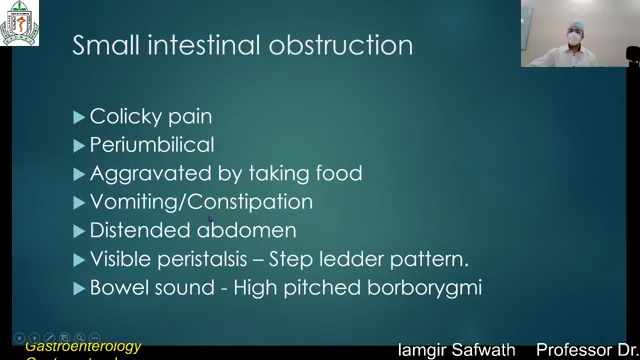 Small intestinal obstruction
Colicky pain
Periumbilical
Aggravated by taking food
Vomiting/Constipation
Distended abdomen
Visible peristalsis – Step ledder pattern.
Bowel sound - High pitched borborygmi
Gastroenterology
Iamgir Safwath Professor Dr.